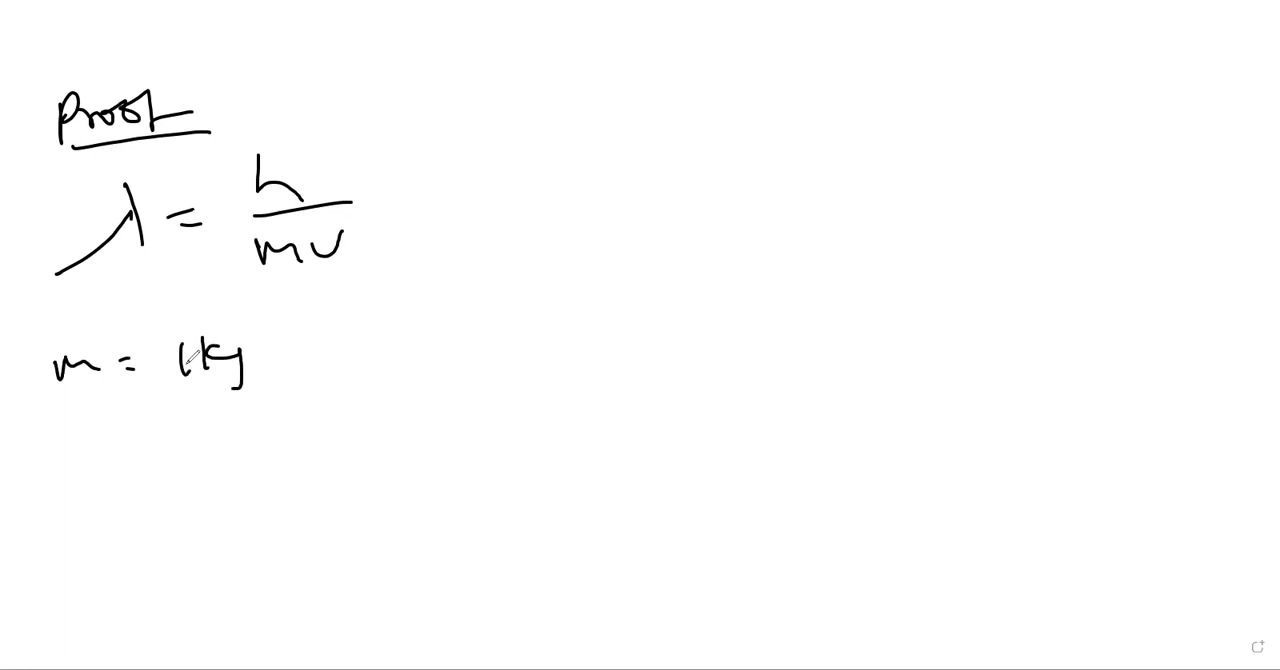 Proof
λ = h/mv
m = 1kg